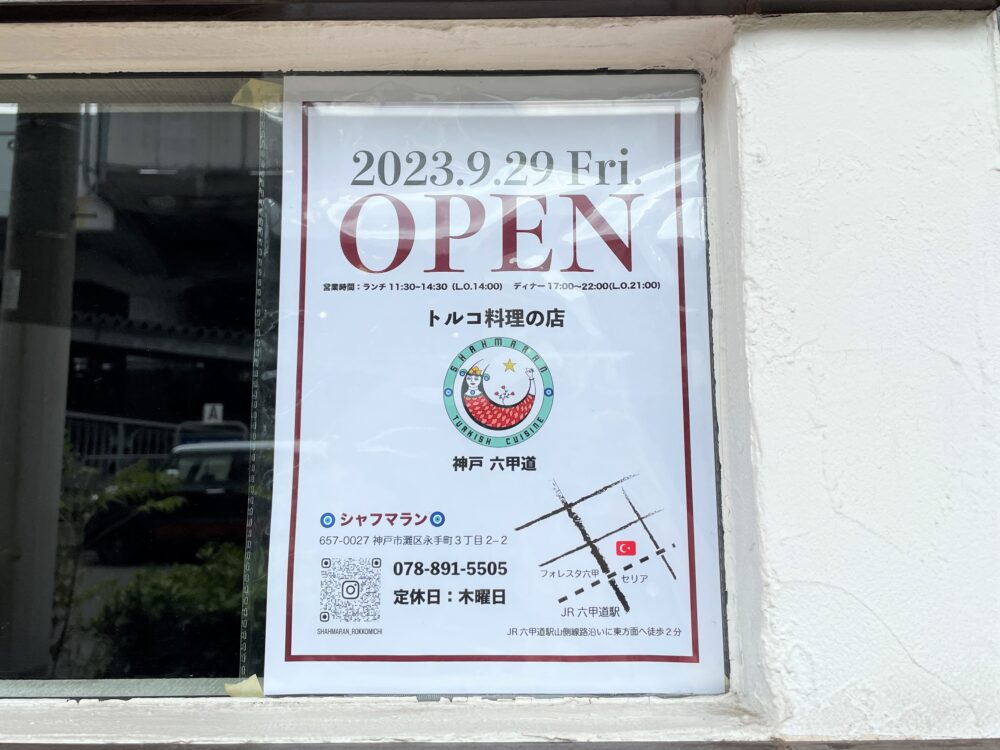 2023.9.29 Fri.
OPEN
営業時間：ランチ 11:30~14:30（L.O.14:00） ディナー 17:00〜22:00(L.O.21:00)
トルコ料理の店
SHAHMARAN
TURKISH CUISINE
神戸 六甲道
シャフマラン
657-0027 神戸市灘区永手町３丁目２−２
078-891-5505
定休日：木曜日
SHAHMARAN_ROKKOMICHI
フォレスタ六甲
セリア
JR 六甲道駅
JR 六甲道駅山側線路沿いに東方面へ徒歩２分
A